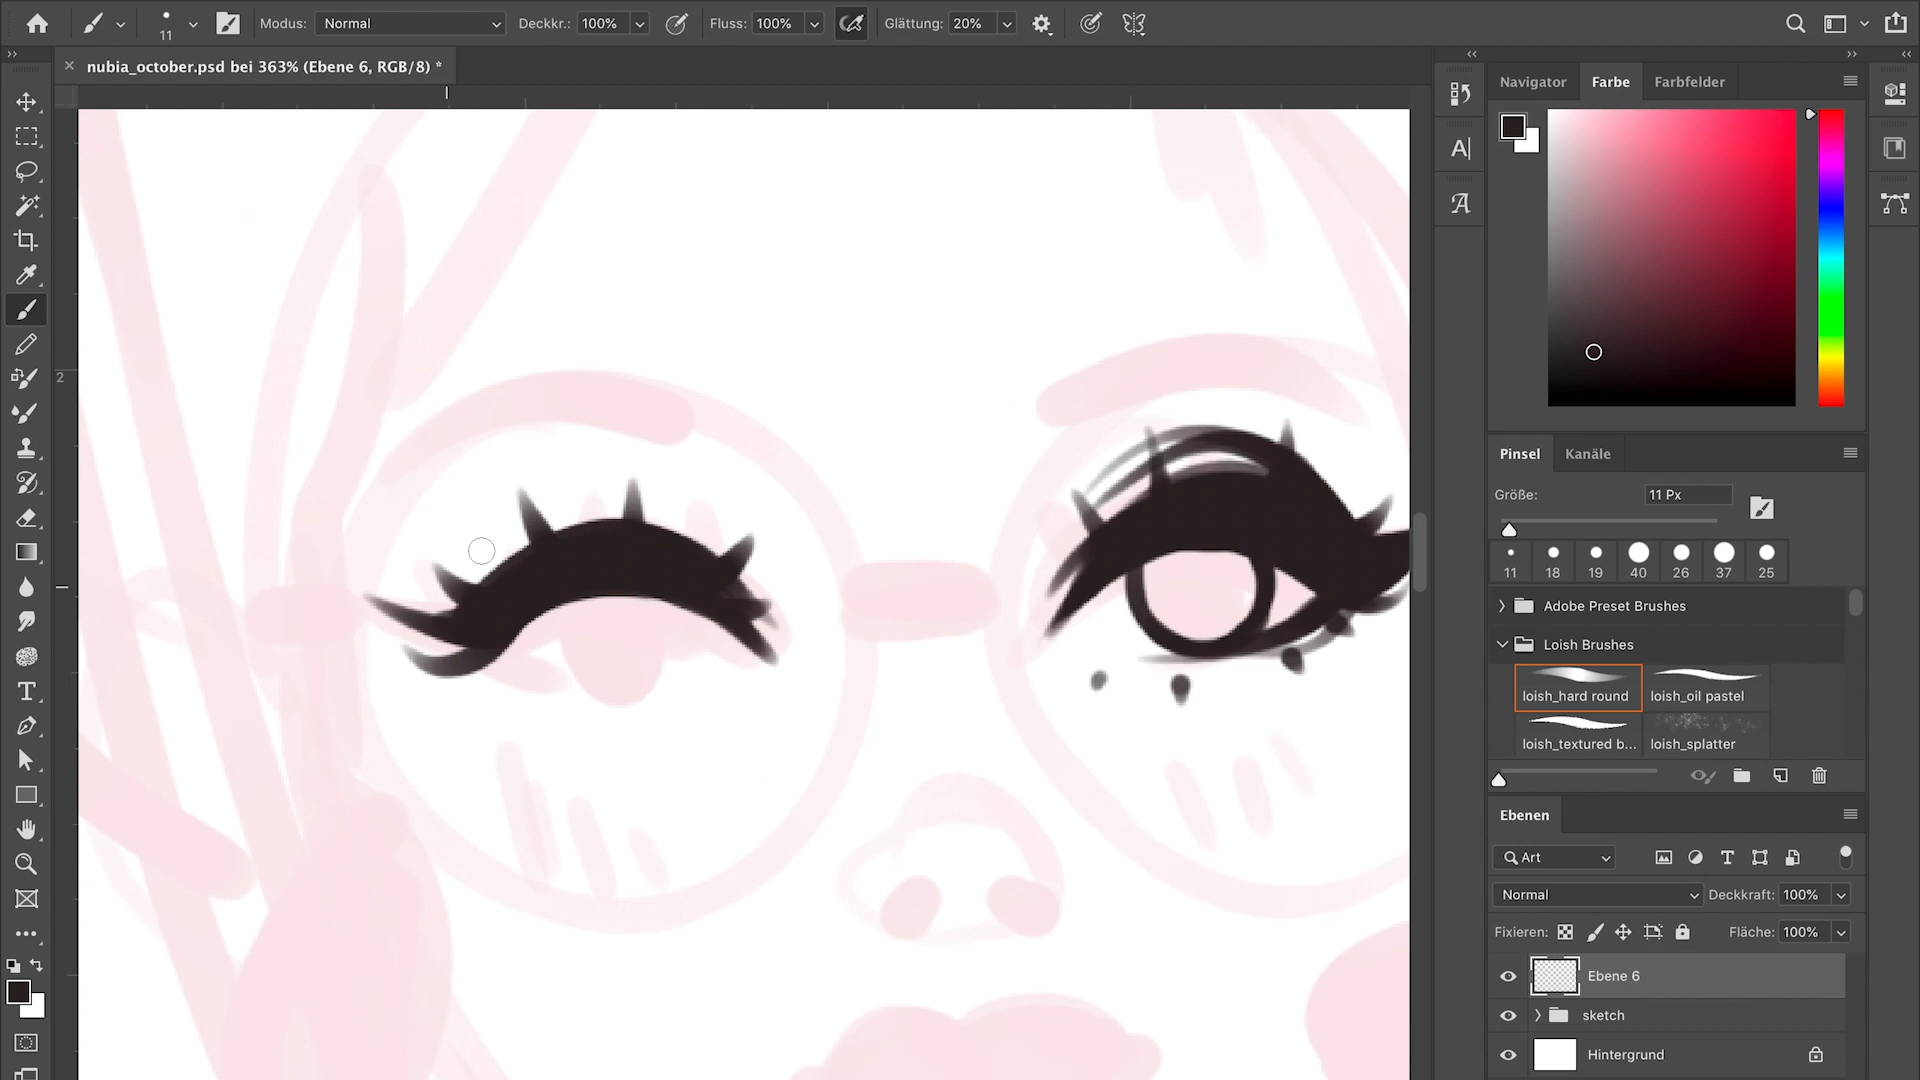 11
Modus:
Normal
Deckkr.: 100%
Fluss: 100%
Glättung: 20%
nubia_october.psd bei 363% (Ebene 6, RGB/8) *
2
Navigator
Farbe
Farbfelder
Pinsel
Kanäle
Größe:
11 Px
11 18 19 40 26 37 25
Adobe Preset Brushes
Loish Brushes
loish_hard round
loish_oil pastel
loish_textured b...
loish_splatter
Ebenen
Art
Normal
Deckkraft: 100%
Fixieren:
Fläche: 100%
Ebene 6
sketch
Hintergrund